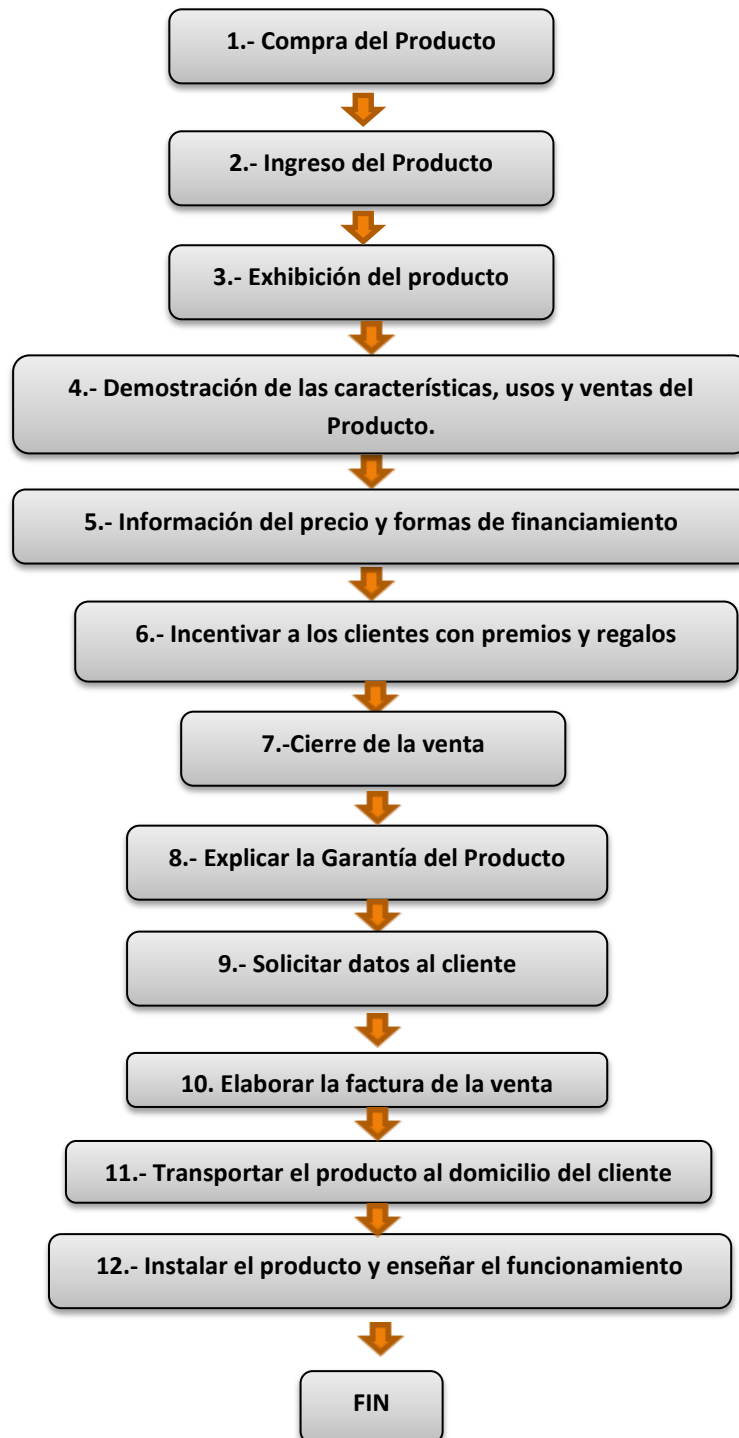 1.- Compra del Producto
2.- Ingreso del Producto
3.- Exhibición del producto
4.- Demostración de las característísticas, usos y ventas del
Producto.
5.- Información del precio y formas de financiamiento
6.- Incentivar a los clientes con premios y regalos
7.-Cierre de la venta
8.- Explicar la Garantía del Producto
9.- Solicitar datos al cliente
10. Elaborar la factura de la venta
11.- Transportar el producto al domicilio del cliente
12.- Instalar el producto y enseñar el funcionamiento
FIN